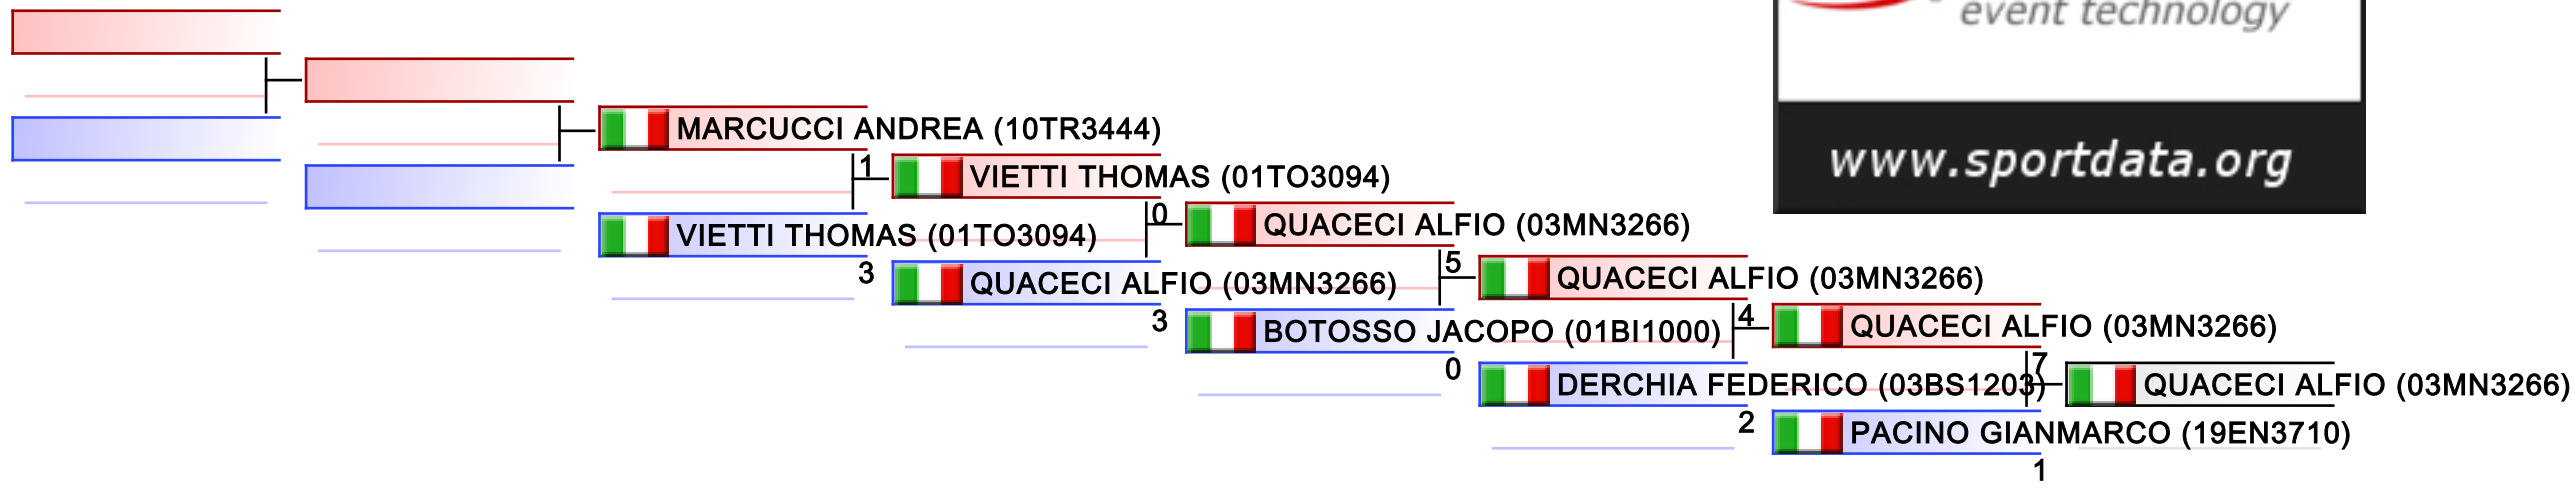 event technology
www.sportdata.org
MARCUCCI ANDREA (10TR3444)
1
VIETTI THOMAS (01TO3094)
3
VIETTI THOMAS (01TO3094)
0
QUACECI ALFIO (03MN3266)
3
QUACECI ALFIO (03MN3266)
5
BOTOSSO JACOPO (01BI1000)
0
QUACECI ALFIO (03MN3266)
4
DERCHIA FEDERICO (03BS1203)
2
QUACECI ALFIO (03MN3266)
7
PACINO GIANMARCO (19EN3710)
1
QUACECI ALFIO (03MN3266)